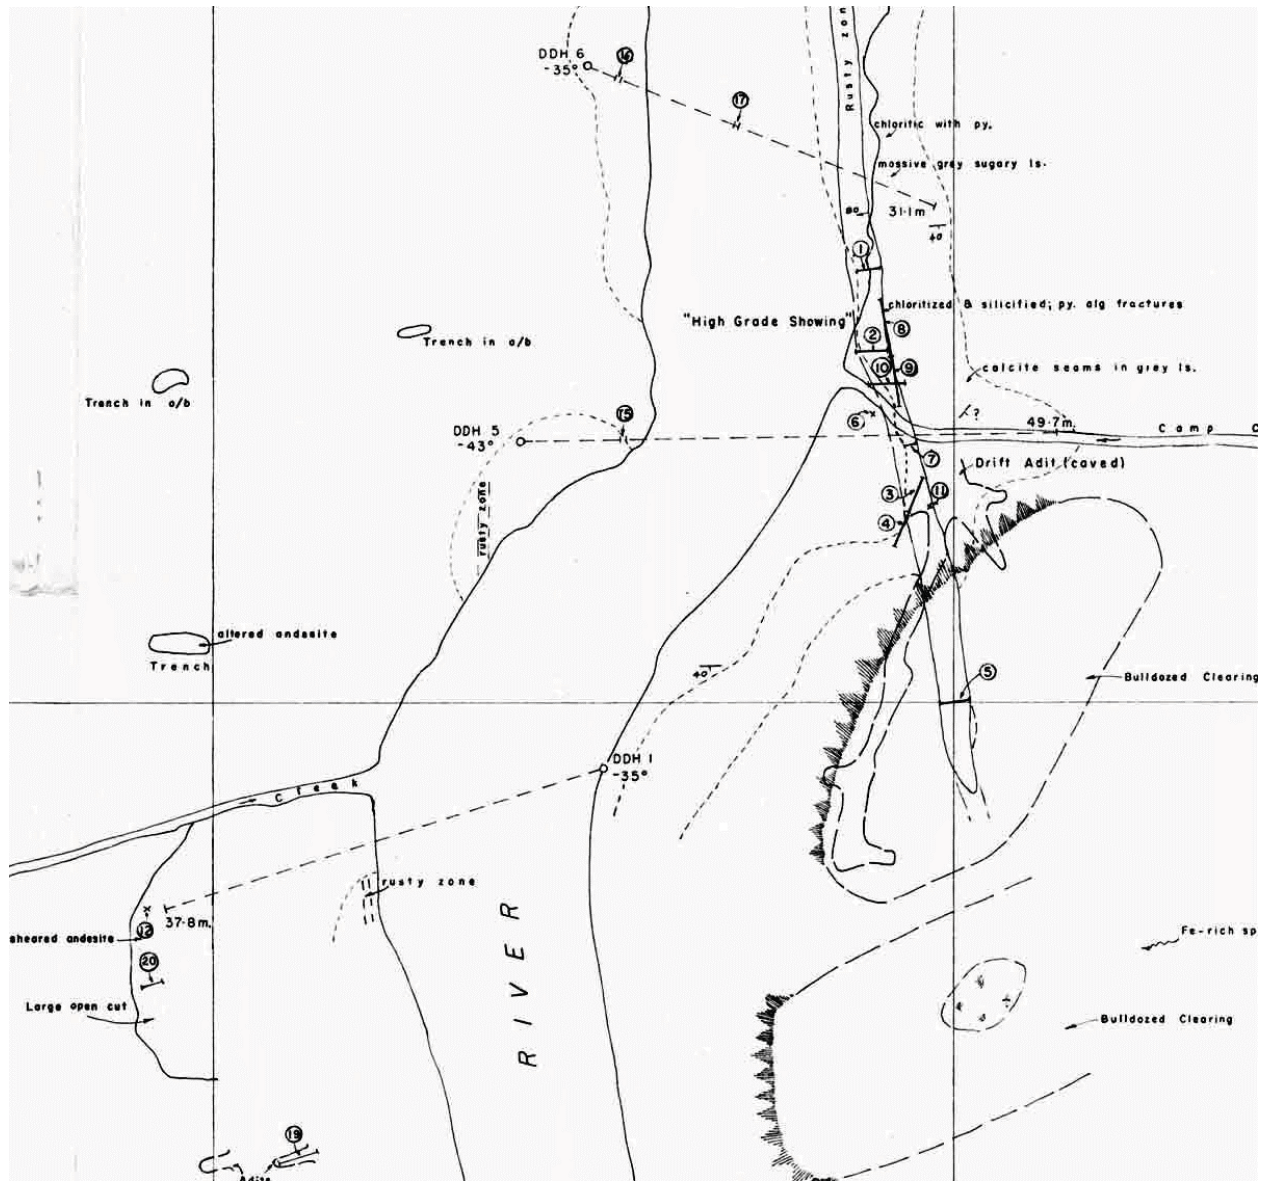 DDH 6
-35°
16
17
Rusty zon
chloritic with py.
massive grey sugary ls.
80
31·1m
40
1
chloritized & silicified; py. alg fractures
"High Grade Showing"
8
2
Trench in a/b
10
9
calcite seams in grey ls.
Trench in a/b
15
DDH 5
-43°
6
x
?
49·7m.
Camp C
7
Drift Adit (caved)
3
11
4
rusty zone
altered andesite
Trench
40
5
Bulldozed Clearing
DDH 1
-35°
Creek
rusty zone
x
37·8m.
12
sheared andesite
20
Large open cut
RIVER
Fe-rich sp
Bulldozed Clearing
19
Adits